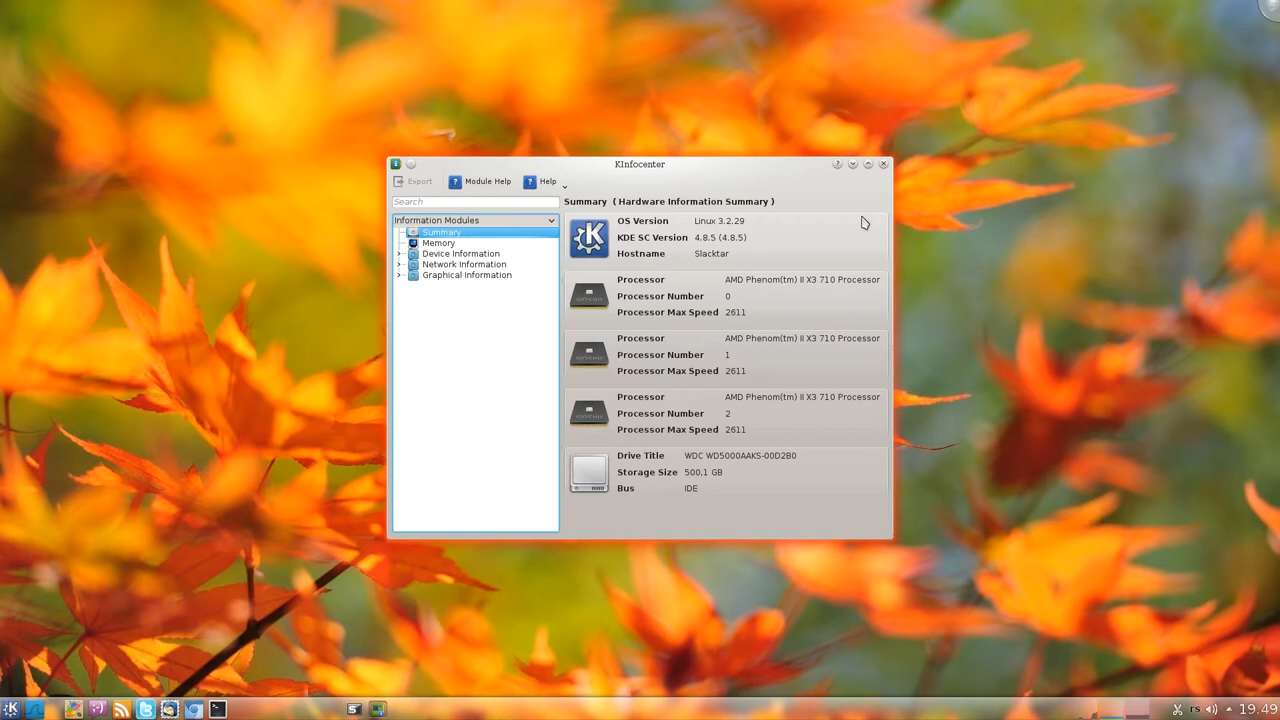 KInfocenter
Export
Module Help
Help
Search
Summary ( Hardware Information Summary )
Information Modules
Summary
Memory
Device Information
Network Information
Graphical Information
OS Version Linux 3.2.29
KDE SC Version 4.8.5 (4.8.5)
Hostname Slacktar
Processor AMD Phenom(tm) II X3 710 Processor
Processor Number 0
Processor Max Speed 2611
Processor AMD Phenom(tm) II X3 710 Processor
Processor Number 1
Processor Max Speed 2611
Processor AMD Phenom(tm) II X3 710 Processor
Processor Number 2
Processor Max Speed 2611
Drive Title WDC WD5000AAKS-00D2B0
Storage Size 500,1 GB
Bus IDE
19.49